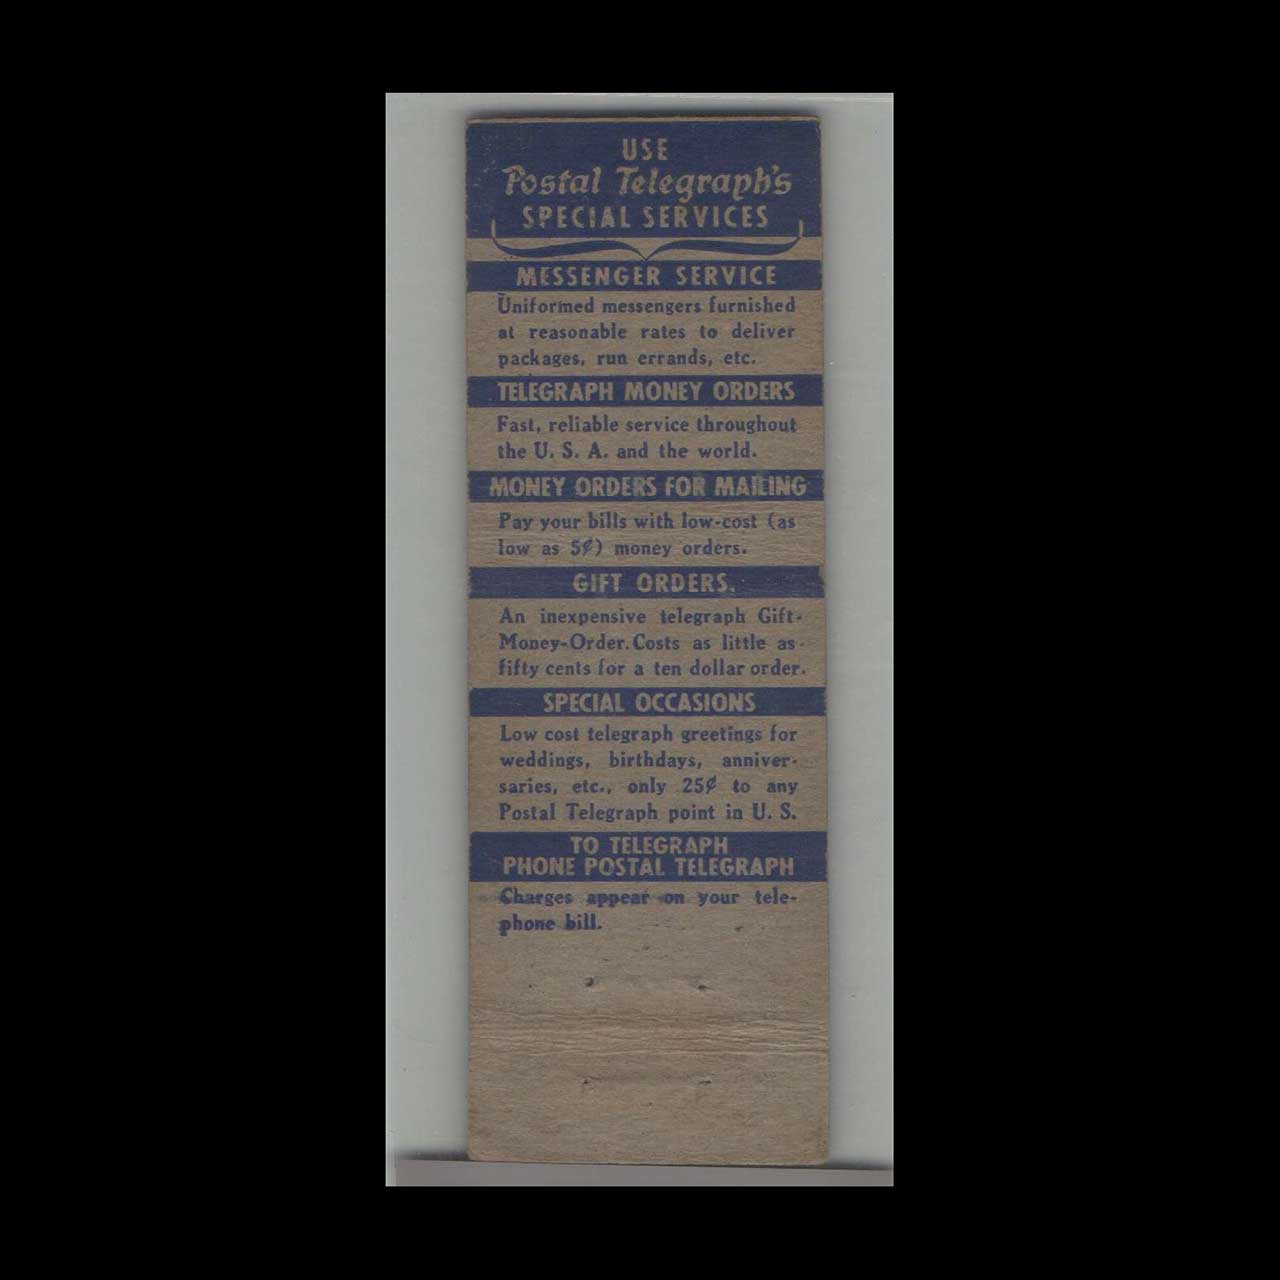 USE
Postal Telegraph's
SPECIAL SERVICES
MESSENGER SERVICE
Uniformed messengers furnished
at reasonable rates to deliver
packages, run errands, etc.
TELEGRAPH MONEY ORDERS
Fast, reliable service throughout
the U. S. A. and the world.
MONEY ORDERS FOR MAILING
Pay your bills with low-cost (as
low as 5¢) money orders.
GIFT ORDERS.
An inexpensive telegraph Gift-
Money-Order. Costs as little as
fifty cents for a ten dollar order.
SPECIAL OCCASIONS
Low cost telegraph greetings for
weddings, birthdays, anniver-
saries, etc., only 25¢ to any
Postal Telegraph point in U. S.
TO TELEGRAPH
PHONE POSTAL TELEGRAPH
Charges appear on your tele-
phone bill.